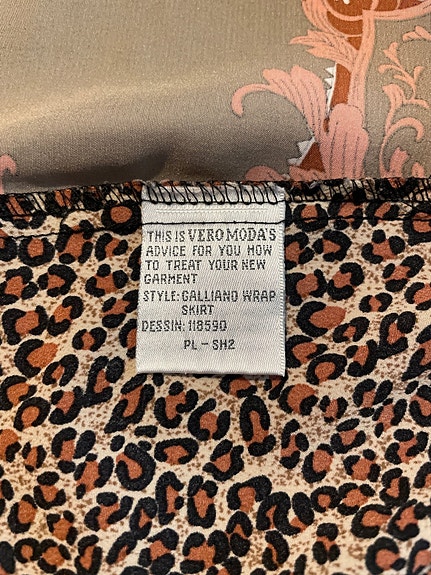 THIS IS VERO MODA'S
ADVICE FOR YOU HOW
TO TREAT YOUR NEW
GARMENT
STYLE: GALLIANO WRAP
SKIRT
DESSIN: 118590
PL - SH2